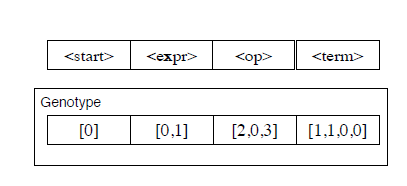 <start> <expr> <op> <term>
Genotype
[0] [0,1] [2,0,3] [1,1,0,0]